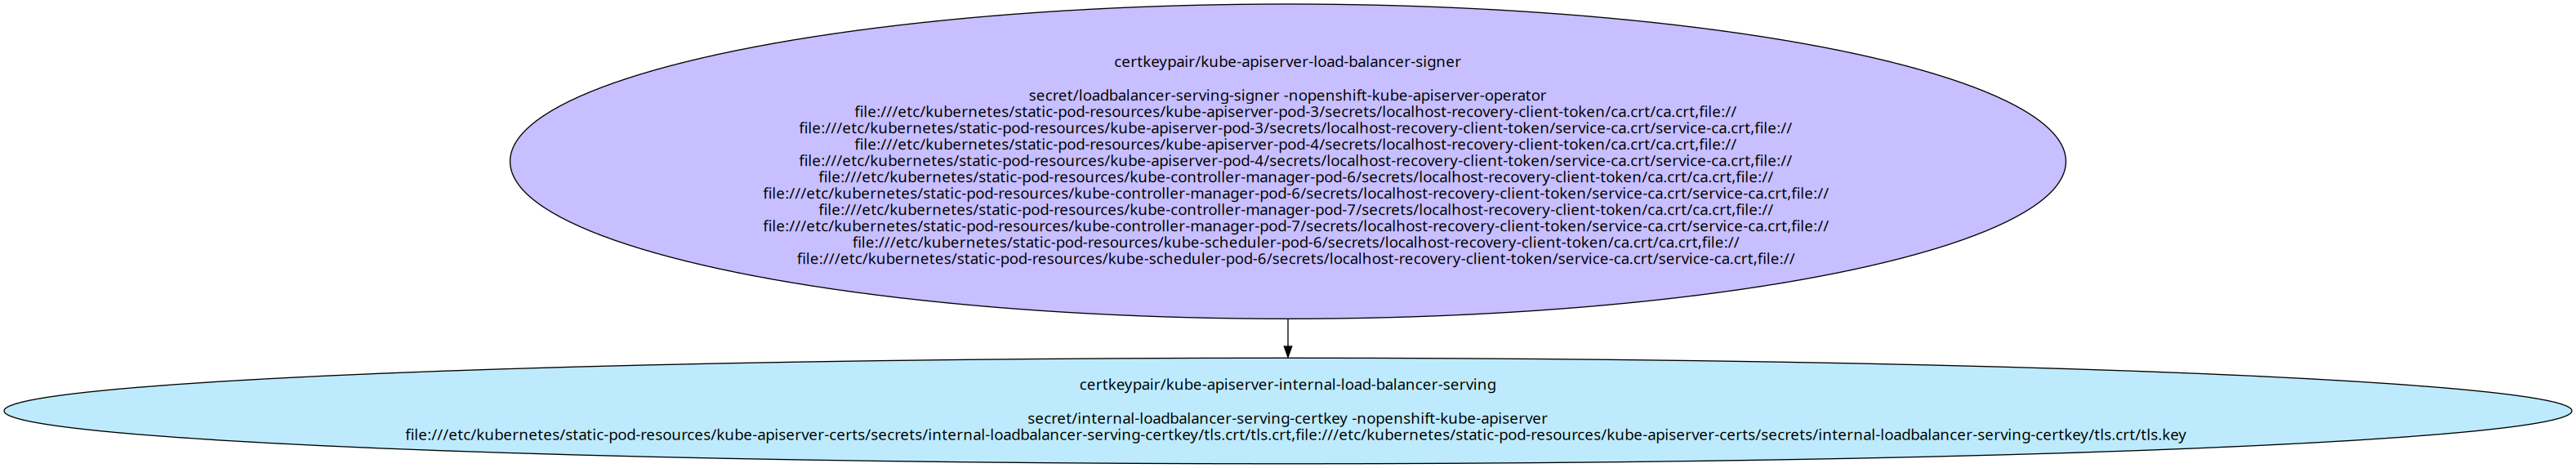 certkeypair/kube-apiserver-load-balancer-signer
secret/loadbalancer-serving-signer -nopenshift-kube-apiserver-operator
file:///etc/kubernetes/static-pod-resources/kube-apiserver-pod-3/secrets/localhost-recovery-client-token/ca.crt/ca.crt,file://
file:///etc/kubernetes/static-pod-resources/kube-apiserver-pod-3/secrets/localhost-recovery-client-token/service-ca.crt/service-ca.crt,file://
file:///etc/kubernetes/static-pod-resources/kube-apiserver-pod-4/secrets/localhost-recovery-client-token/ca.crt/ca.crt,file://
file:///etc/kubernetes/static-pod-resources/kube-apiserver-pod-4/secrets/localhost-recovery-client-token/service-ca.crt/service-ca.crt,file://
file:///etc/kubernetes/static-pod-resources/kube-controller-manager-pod-6/secrets/localhost-recovery-client-token/ca.crt/ca.crt,file://
file:///etc/kubernetes/static-pod-resources/kube-controller-manager-pod-6/secrets/localhost-recovery-client-token/service-ca.crt/service-ca.crt,file://
file:///etc/kubernetes/static-pod-resources/kube-controller-manager-pod-7/secrets/localhost-recovery-client-token/ca.crt/ca.crt,file://
file:///etc/kubernetes/static-pod-resources/kube-controller-manager-pod-7/secrets/localhost-recovery-client-token/service-ca.crt/service-ca.crt,file://
file:///etc/kubernetes/static-pod-resources/kube-scheduler-pod-6/secrets/localhost-recovery-client-token/ca.crt/ca.crt,file://
file:///etc/kubernetes/static-pod-resources/kube-scheduler-pod-6/secrets/localhost-recovery-client-token/service-ca.crt/service-ca.crt,file://
certkeypair/kube-apiserver-internal-load-balancer-serving
secret/internal-loadbalancer-serving-certkey -nopenshift-kube-apiserver
file:///etc/kubernetes/static-pod-resources/kube-apiserver-certs/secrets/internal-loadbalancer-serving-certkey/tls.crt/tls.crt,file:///etc/kubernetes/static-pod-resources/kube-apiserver-certs/secrets/internal-loadbalancer-serving-certkey/tls.crt/tls.key